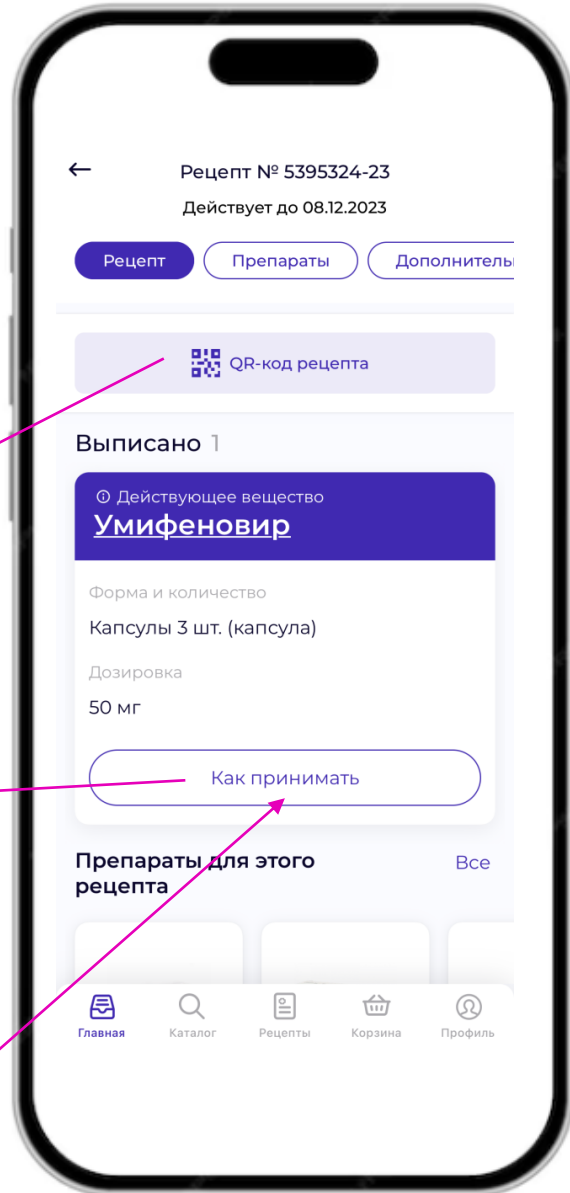 Рецепт № 5395324-23
Действует до 08.12.2023
Рецепт Препараты Дополнитель
QR-код рецепта
Выписано 1
Действующее вещество
Умифеновир
Форма и количество
Капсулы 3 шт. (капсула)
Дозировка
50 мг
Как принимать
Препараты для этого Все
рецепта
Главная Каталог Рецепты Корзина Профиль